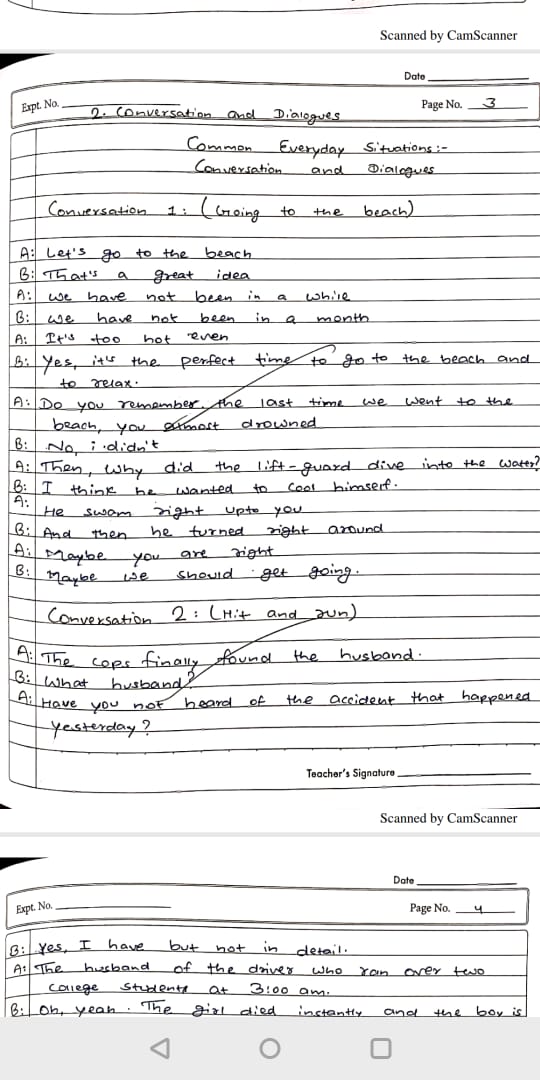 Scanned by CamScanner
Date
Expt. No.
Page No. 3
2. Conversation and Dialogues
Common Everyday Situations :-
Conversation and Dialogues
Conversation 1 : (Going to the beach)
A: Let's go to the beach
B: That's a great idea
A: We have not been in a while
B: We have not been in a month
A: It's too hot even
B: Yes, it's the perfect time to go to the beach and
to relax.
A: Do you remember, the last time we went to the
beach, you almost drowned
B: No, i didn't
A: Then, why did the lift-guard dive into the water?
B: I think he wanted to cool himself.
A: He swam right upto you
B: And then he turned right around
A: Maybe you are right
B: Maybe we should get going.
Conversation 2 : (Hit and run)
A: The cops finally found the husband.
B: What husband?
A: Have you not heard of the accident that happened
yesterday?
Teacher's Signature
Scanned by CamScanner
Date
Expt. No.
Page No. 4
B: Yes, I have but not in detail.
A: The husband of the driver who ran over two
college students at 3:00 am.
B: Oh, yeah. The girl died instantly and the boy is